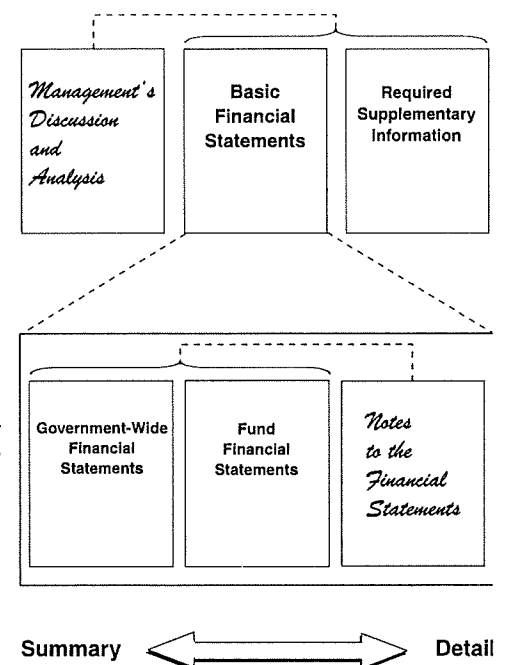 Management's
Discussion
and
Analysis
Basic
Financial
Statements
Required
Supplementary
Information
Government-Wide
Financial
Statements
Fund
Financial
Statements
Notes
to the
Financial
Statements
Summary
Detail